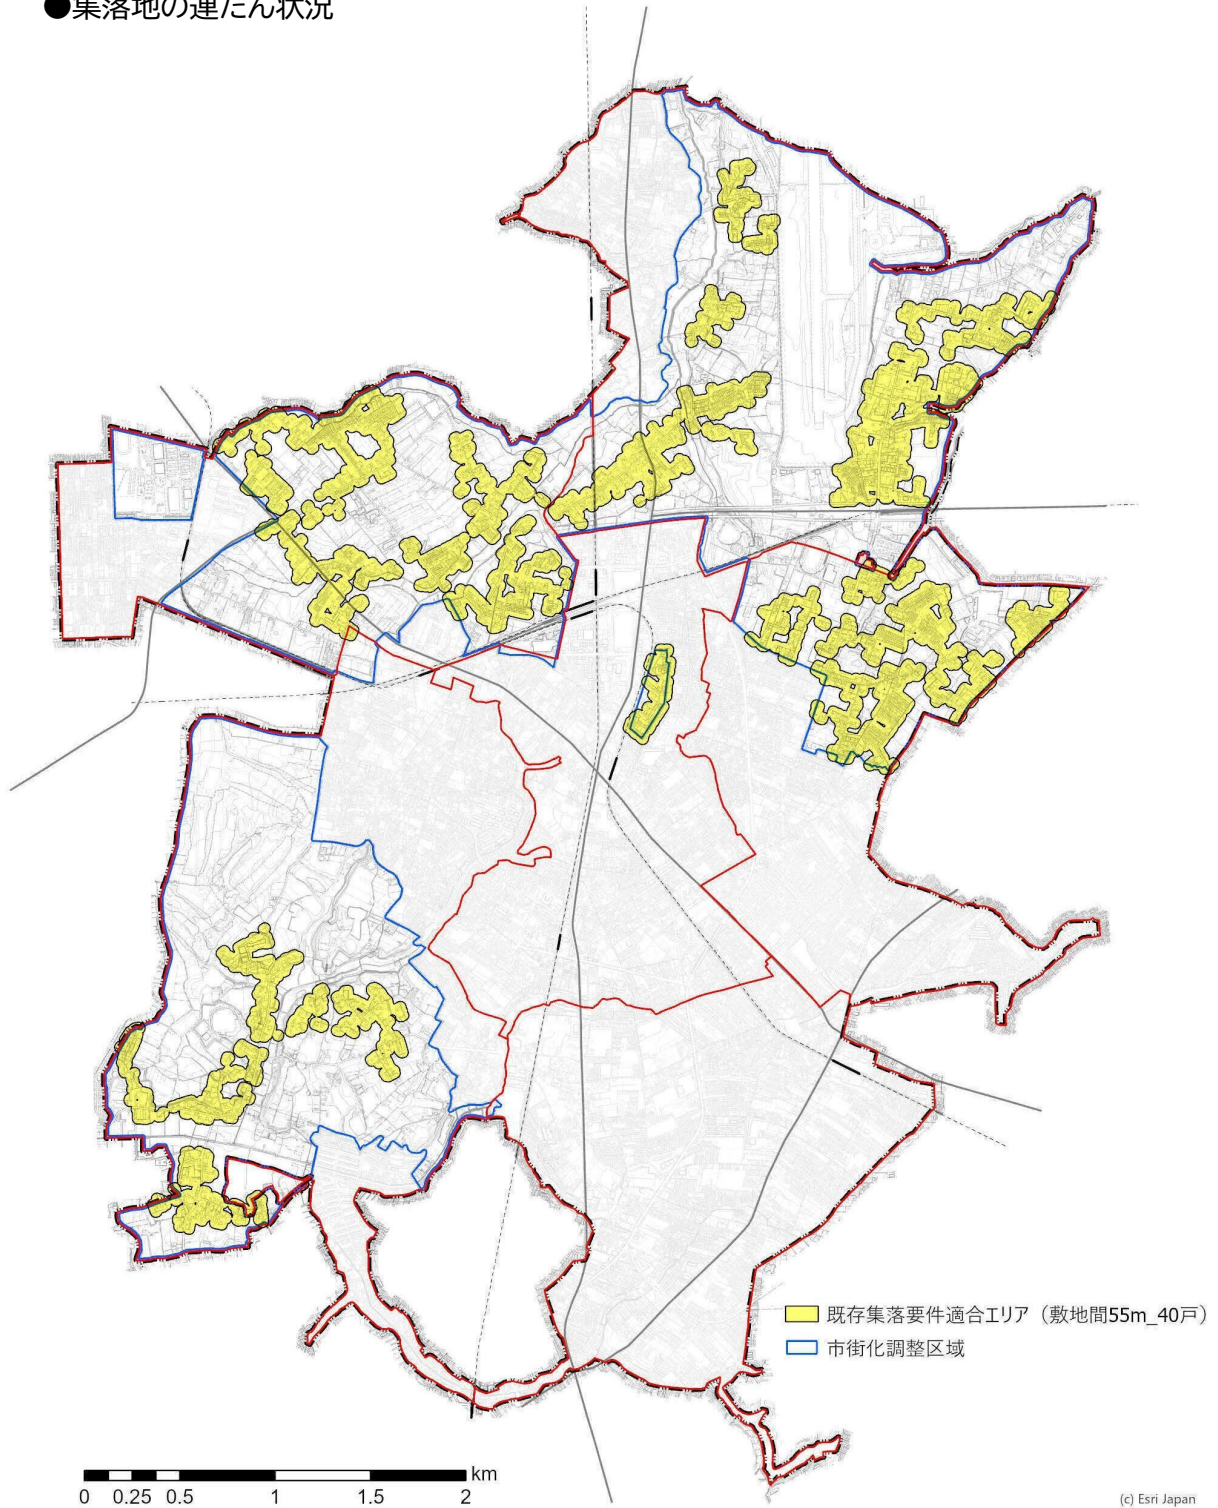 ●集落地の連たん状況
既存集落要件適合エリア（敷地間55m_40戸）
市街化調整区域
km
0 0.25 0.5 1 1.5 2
(c) Esri Japan